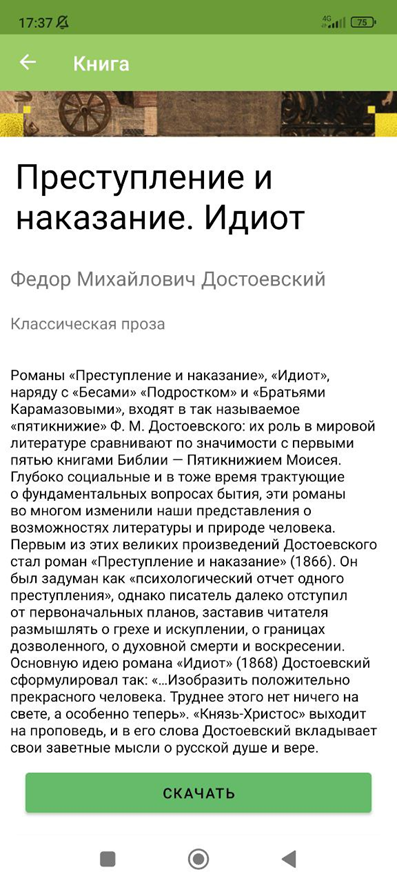 17:37
4G
75
Книга
Преступление и
наказание. Идиот
Федор Михайлович Достоевский
Классическая проза
Романы «Преступление и наказание», «Идиот»,
наряду с «Бесами» «Подростком» и «Братьями
Карамазовыми», входят в так называемое
«пятикнижие» Ф. М. Достоевского: их роль в мировой
литературе сравнивают по значимости с первыми
пятью книгами Библии — Пятикнижием Моисея.
Глубоко социальные и в тоже время трактующие
о фундаментальных вопросах бытия, эти романы
во многом изменили наши представления о
возможностях литературы и природе человека.
Первым из этих великих произведений Достоевского
стал роман «Преступление и наказание» (1866). Он
был задуман как «психологический отчет одного
преступления», однако писатель далеко отступил
от первоначальных планов, заставив читателя
размышлять о грехе и искуплении, о границах
дозволенного, о духовной смерти и воскресении.
Основную идею романа «Идиот» (1868) Достоевский
сформулировал так: «…Изобразить положительно
прекрасного человека. Труднее этого нет ничего на
свете, а особенно теперь». «Князь-Христос» выходит
на проповедь, и в его слова Достоевский вкладывает
свои заветные мысли о русской душе и вере.
СКАЧАТЬ